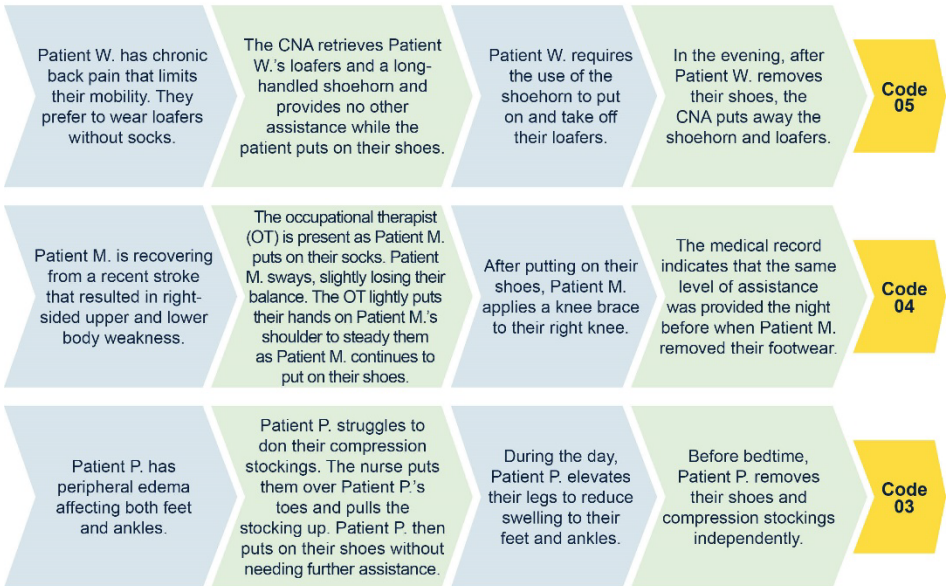 Patient W. has chronic
back pain that limits
their mobility. They
prefer to wear loafers
without socks.
The CNA retrieves Patient
W.'s loafers and a long-
handled shoehorn and
provides no other
assistance while the
patient puts on their shoes.
Patient W. requires
the use of the
shoehorn to put
on and take off
their loafers.
In the evening, after
Patient W. removes
their shoes, the
CNA puts away the
shoehorn and loafers.
Code
05
Patient M. is recovering
from a recent stroke
that resulted in right-
sided upper and lower
body weakness.
The occupational therapist
(OT) is present as Patient M.
puts on their socks. Patient
M. sways, slightly losing their
balance. The OT lightly puts
their hands on Patient M.'s
shoulder to steady them
as Patient M. continues to
put on their shoes.
After putting on their
shoes, Patient M.
applies a knee brace
to their right knee.
The medical record
indicates that the same
level of assistance
was provided the night
before when Patient M.
removed their footwear.
Code
04
Patient P. has
peripheral edema
affecting both feet
and ankles.
Patient P. struggles to
don their compression
stockings. The nurse puts
them over Patient P.'s
toes and pulls the
stocking up. Patient P. then
puts on their shoes without
needing further assistance.
During the day,
Patient P. elevates
their legs to reduce
swelling to their
feet and ankles.
Before bedtime,
Patient P. removes
their shoes and
compression stockings
independently.
Code
03